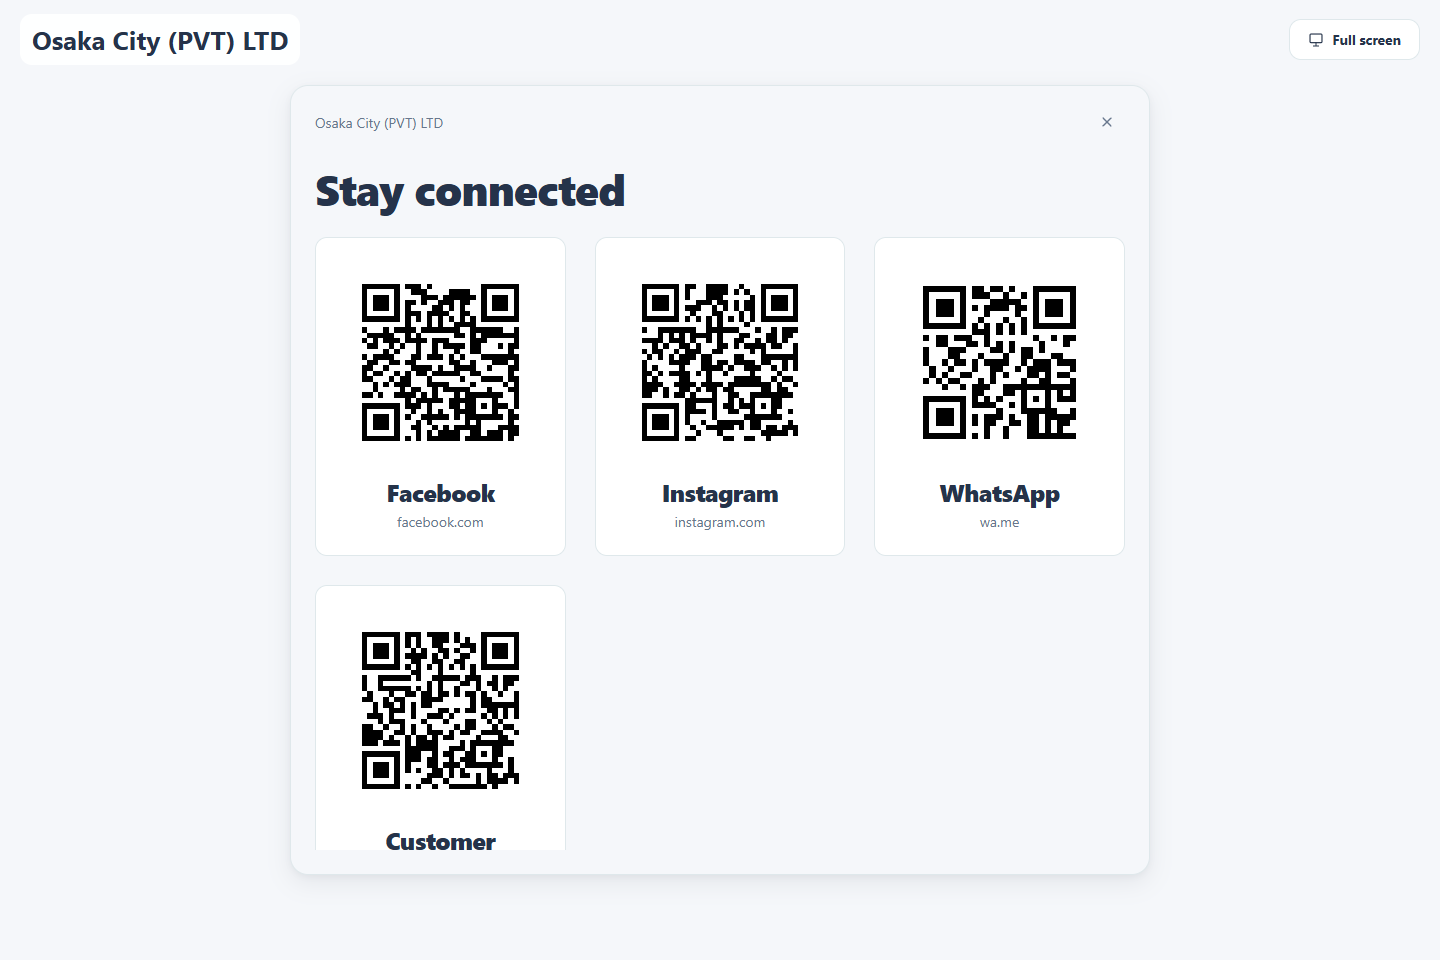 Osaka City (PVT) LTD
Full screen
Osaka City (PVT) LTD
Stay connected
Facebook
facebook.com
Instagram
instagram.com
WhatsApp
wa.me
Customer